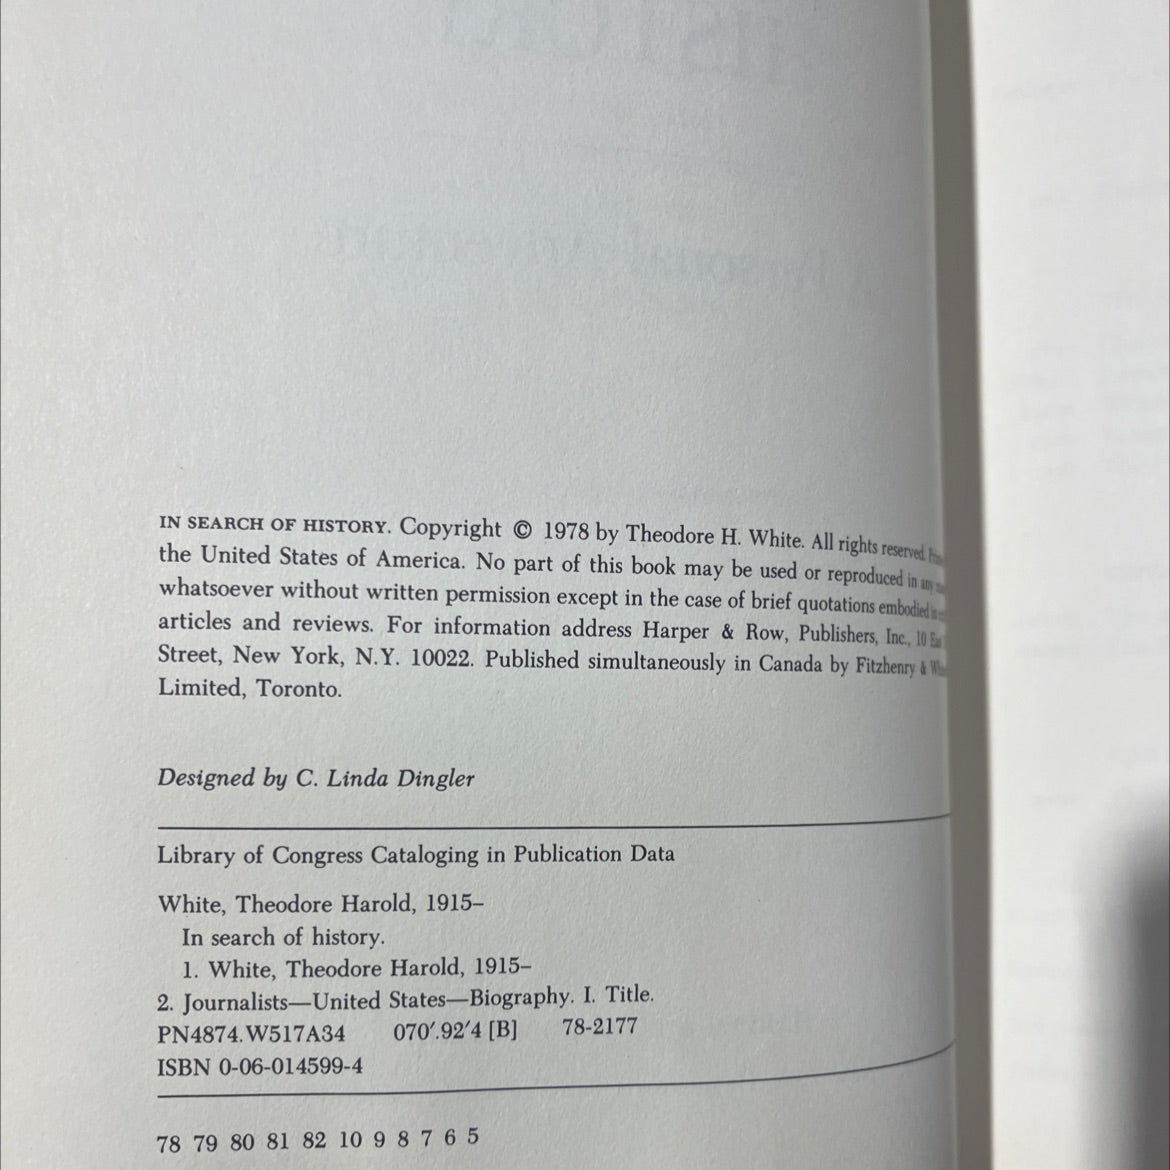 IN SEARCH OF HISTORY. Copyright © 1978 by Theodore H. White. All rights reserved.
the United States of America. No part of this book may be used or reproduced in any
whatsoever without written permission except in the case of brief quotations embodied in
articles and reviews. For information address Harper & Row, Publishers, Inc., 10
Street, New York, N.Y. 10022. Published simultaneously in Canada by Fitzhenry &
Limited, Toronto.
Designed by C. Linda Dingler
Library of Congress Cataloging in Publication Data
White, Theodore Harold, 1915–
In search of history.
1. White, Theodore Harold, 1915–
2. Journalists—United States—Biography. I. Title.
PN4874.W517A34 070′.92′4 [B] 78-2177
ISBN 0-06-014599-4
78 79 80 81 82 10 9 8 7 6 5